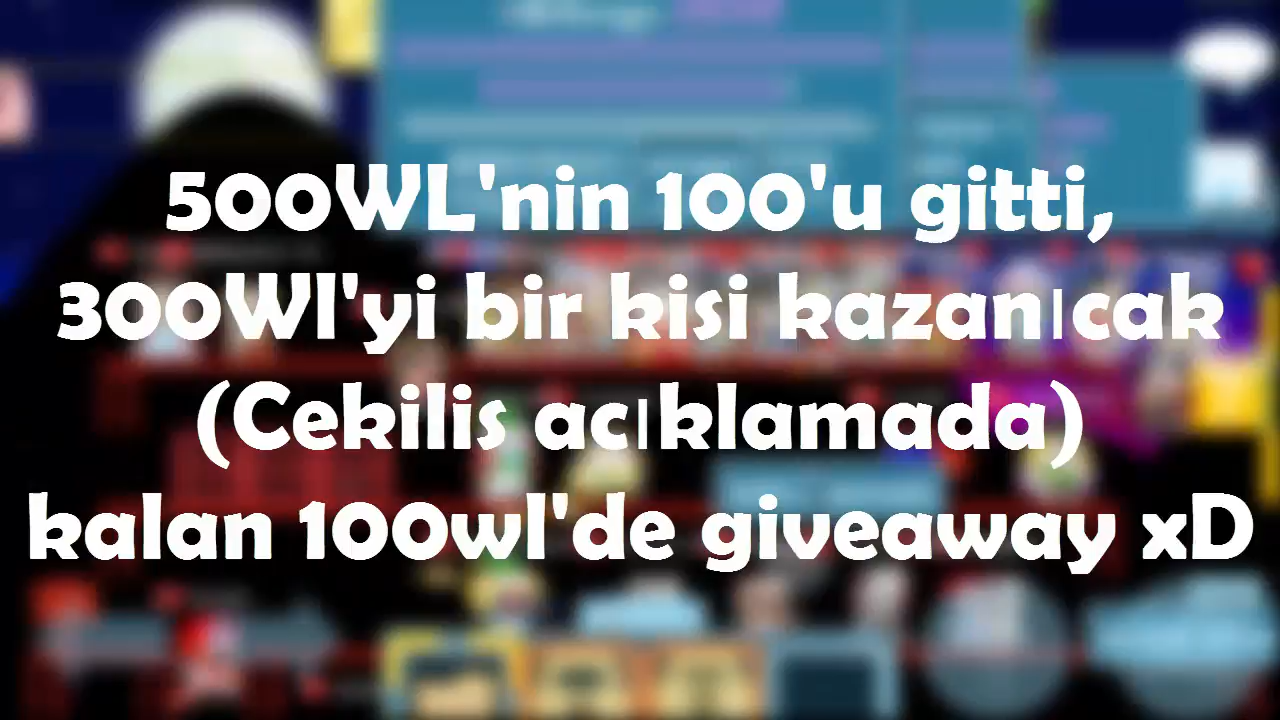 500WL'nin 100'u gitti,
300Wl'yi bir kisi kazanıcak
(Cekilis acıklamada)
kalan 100wl'de giveaway xD